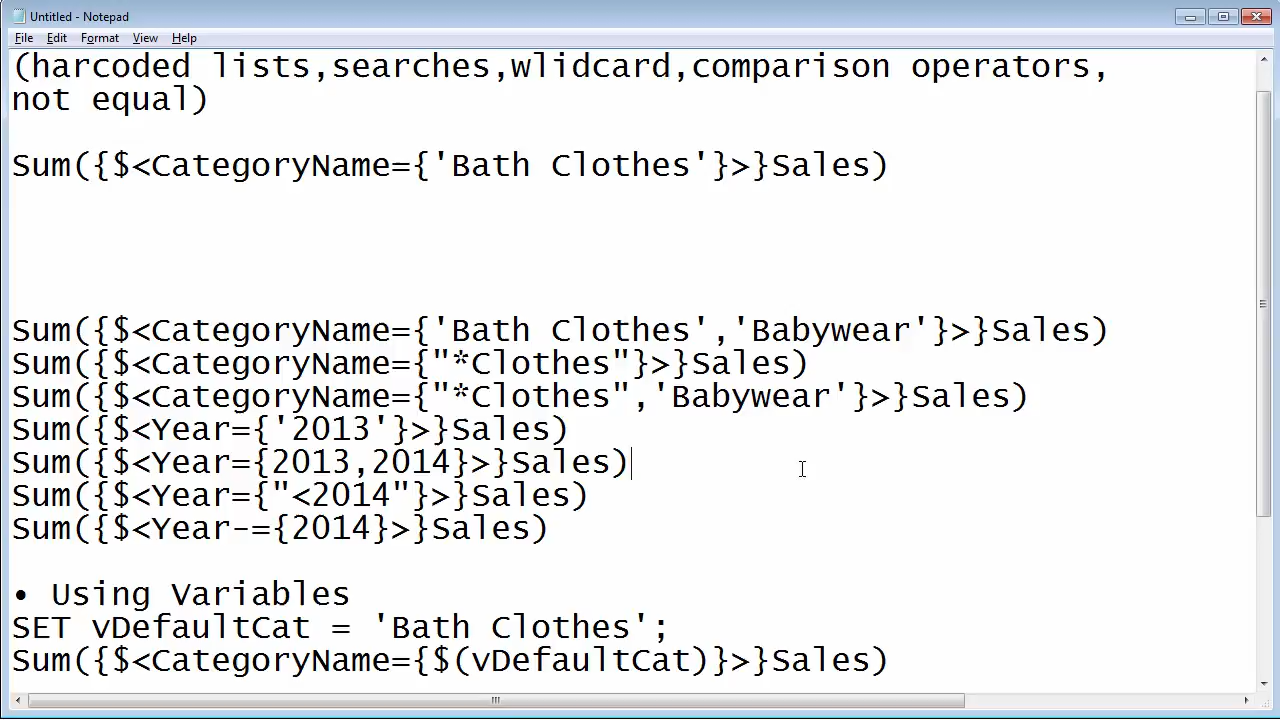 Untitled - Notepad
File Edit Format View Help
(harcoded lists,searches,wlidcard,comparison operators,
not equal)
Sum({$<CategoryName={'Bath Clothes'}>}Sales)
Sum({$<CategoryName={'Bath Clothes','Babywear'}>}Sales)
Sum({$<CategoryName={"*Clothes"}>}Sales)
Sum({$<CategoryName={"*Clothes",'Babywear'}>}Sales)
Sum({$<Year={'2013'}>}Sales)
Sum({$<Year={2013,2014}>}Sales)
Sum({$<Year={"<2014"}>}Sales)
Sum({$<Year-={2014}>}Sales)
• Using Variables
SET vDefaultCat = 'Bath Clothes';
Sum({$<CategoryName={$(vDefaultCat)}>}Sales)